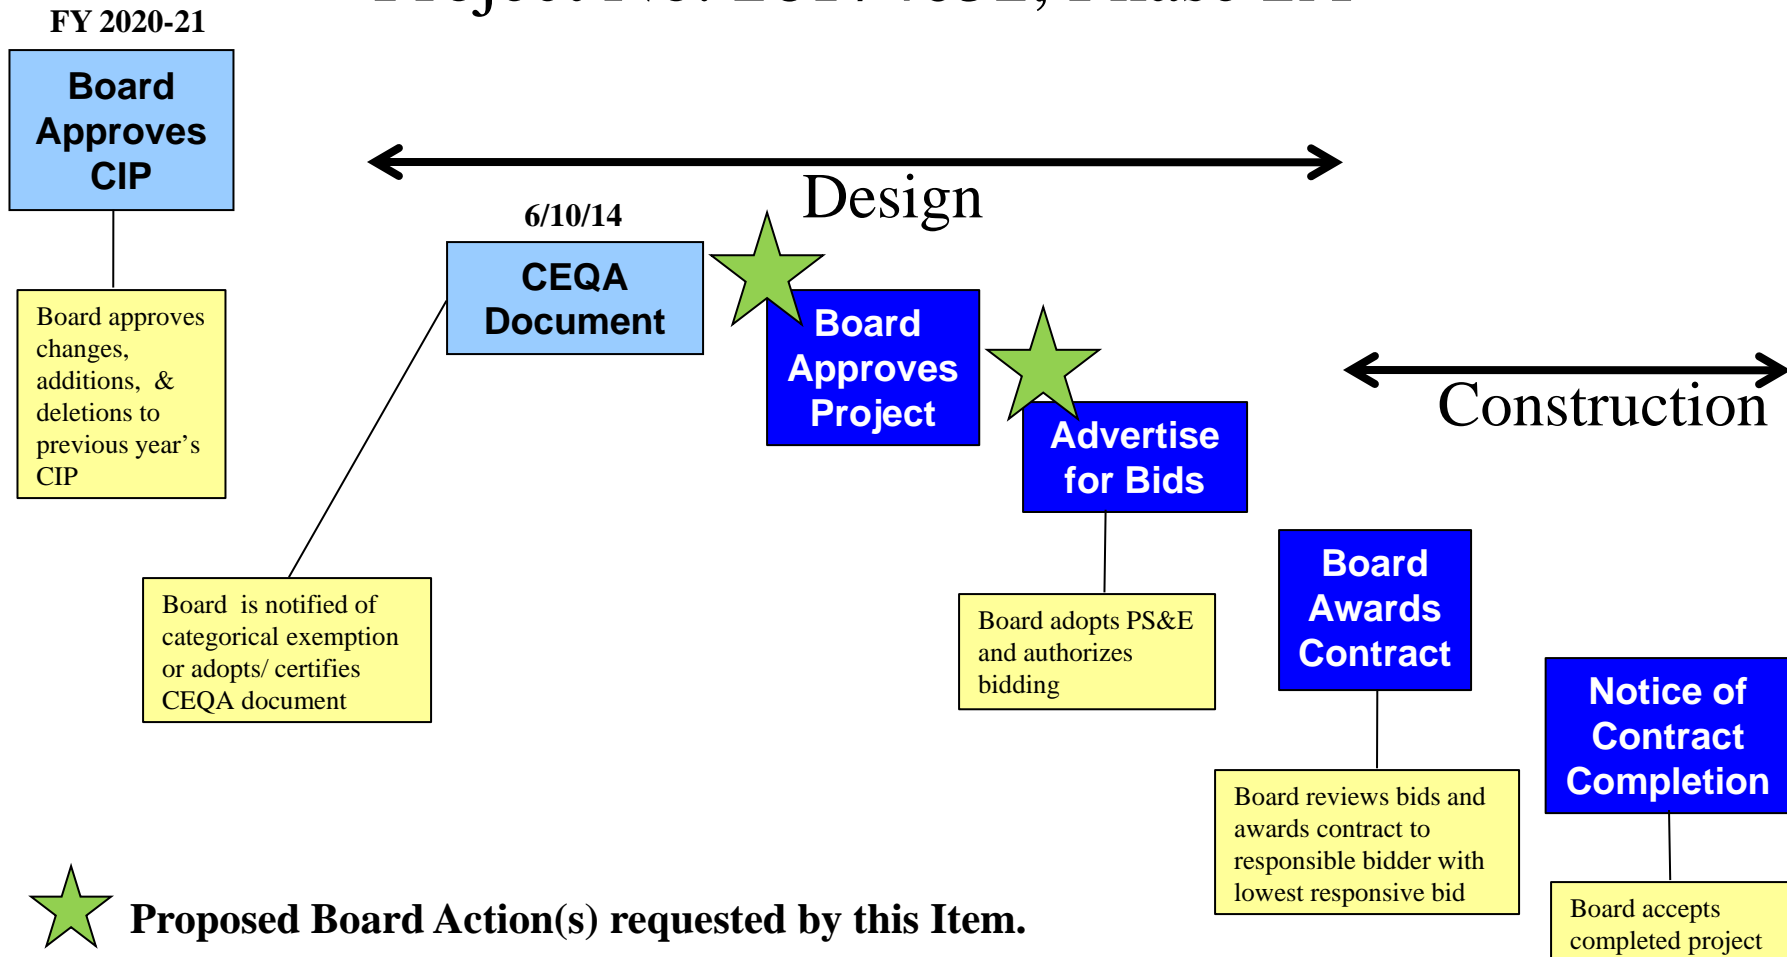 FY 2020-21
Board
Approves
CIP
Design
6/10/14
CEQA
Document
Board approves
changes,
additions, &
deletions to
previous year’s
CIP
Board
Approves
Project
Construction
Advertise
for Bids
Board is notified of
categorical exemption
or adopts/ certifies
CEQA document
Board adopts PS&E
and authorizes
bidding
Board
Awards
Contract
Notice of
Contract
Completion
Board reviews bids and
awards contract to
responsible bidder with
lowest responsive bid
Board accepts
completed project
Proposed Board Action(s) requested by this Item.